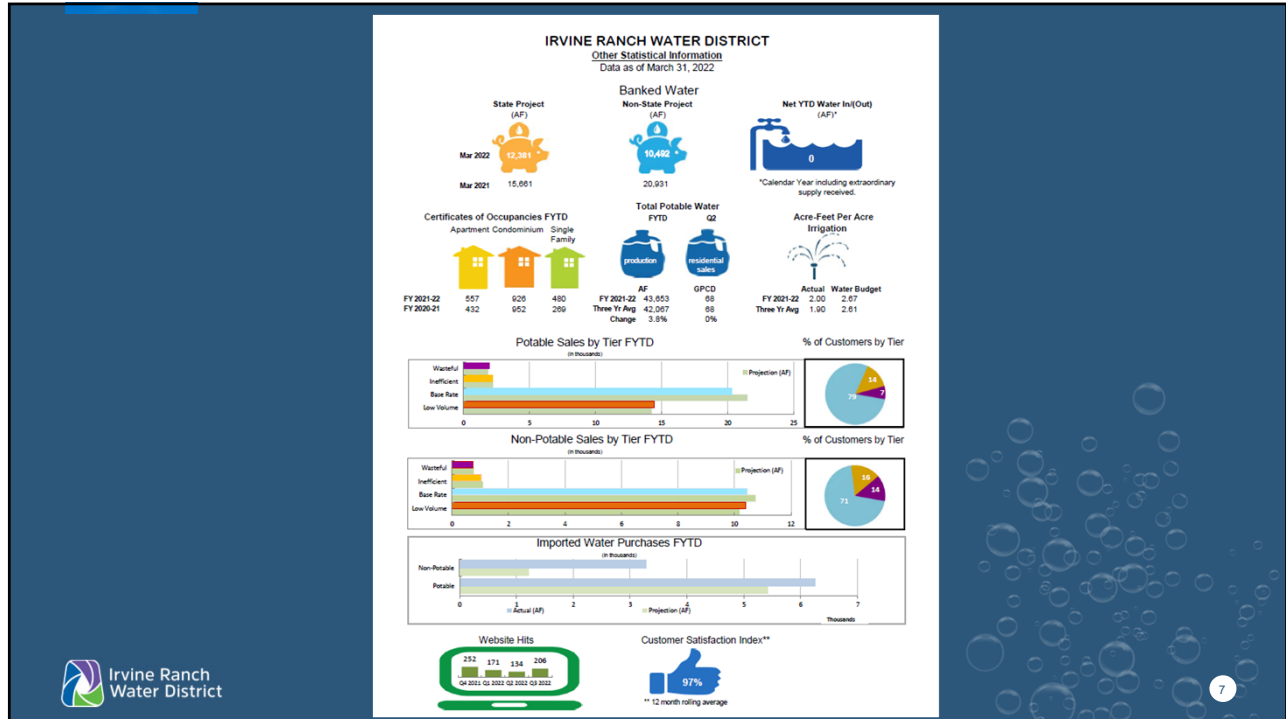 IRVINE RANCH WATER DISTRICT
Other Statistical Information
Data as of March 31, 2022
Banked Water
State Project
(AF)
Non-State Project
(AF)
Net YTD Water In/(Out)
(AF)*
Mar 2022 12,381 10,492 0
Mar 2021 15,661 20,931
*Calendar Year including extraordinary
supply received.
Certificates of Occupancies FYTD
Apartment Condominium Single
Family
FY 2021-22 557 926 480
FY 2020-21 432 952 269
Total Potable Water
FYTD Q2
production
residential
sales
AF GPCD
FY 2021-22 43,653 68
Three Yr Avg 42,067 68
Change 3.8% 0%
Acre-Feet Per Acre
Irrigation
Actual Water Budget
FY 2021-22 2.00 2.67
Three Yr Avg 1.90 2.61
Potable Sales by Tier FYTD
(in thousands)
Wasteful
Inefficient
Base Rate
Low Volume
Projection (AF)
0 5 10 15 20 25
% of Customers by Tier
14
7
79
Non-Potable Sales by Tier FYTD
(in thousands)
Wasteful
Inefficient
Base Rate
Low Volume
Projection (AF)
0 2 4 6 8 10 12
% of Customers by Tier
16
14
71
Imported Water Purchases FYTD
(in thousands)
Non-Potable
Potable
0 1 2 3 4 5 6 7
Actual (AF) Projection (AF)
Thousands
Website Hits
252 171 134 206
Q4 2021 Q1 2022 Q2 2022 Q3 2022
Customer Satisfaction Index**
97%
** 12 month rolling average
Irvine Ranch
Water District
7